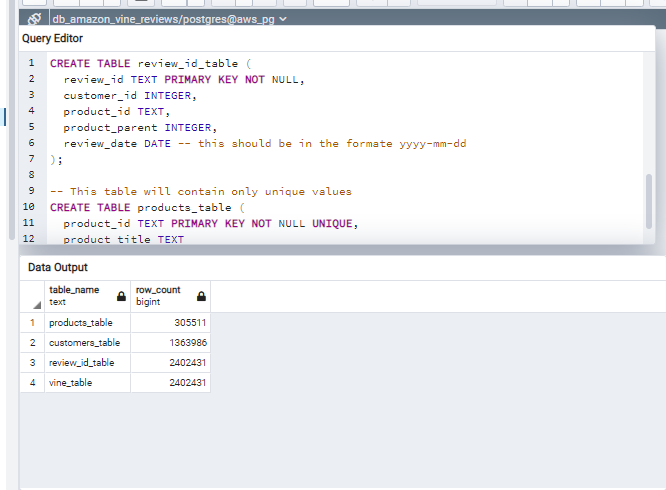 db_amazon_vine_reviews/postgres@aws_pg
Query Editor
1 CREATE TABLE review_id_table (
2 review_id TEXT PRIMARY KEY NOT NULL,
3 customer_id INTEGER,
4 product_id TEXT,
5 product_parent INTEGER,
6 review_date DATE -- this should be in the formate yyyy-mm-dd
7 );
8
9 -- This table will contain only unique values
10 CREATE TABLE products_table (
11 product_id TEXT PRIMARY KEY NOT NULL UNIQUE,
12 product_title TEXT
Data Output
table_name row_count
text bigint
1 products_table 305511
2 customers_table 1363986
3 review_id_table 2402431
4 vine_table 2402431